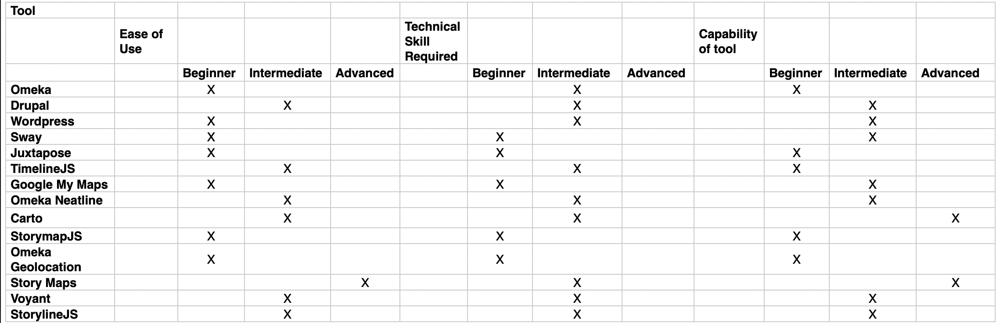 Tool
Ease of Use Technical Skill Required Capability of tool
Beginner Intermediate Advanced Beginner Intermediate Advanced Beginner Intermediate Advanced
Omeka X X X
Drupal X X X
Wordpress X X X
Sway X X X
Juxtapose X X X
TimelineJS X X X
Google My Maps X X X
Omeka Neatline X X X
Carto X X X
StorymapJS X X X
Omeka Geolocation X X X
Story Maps X X X
Voyant X X X
StorylineJS X X X